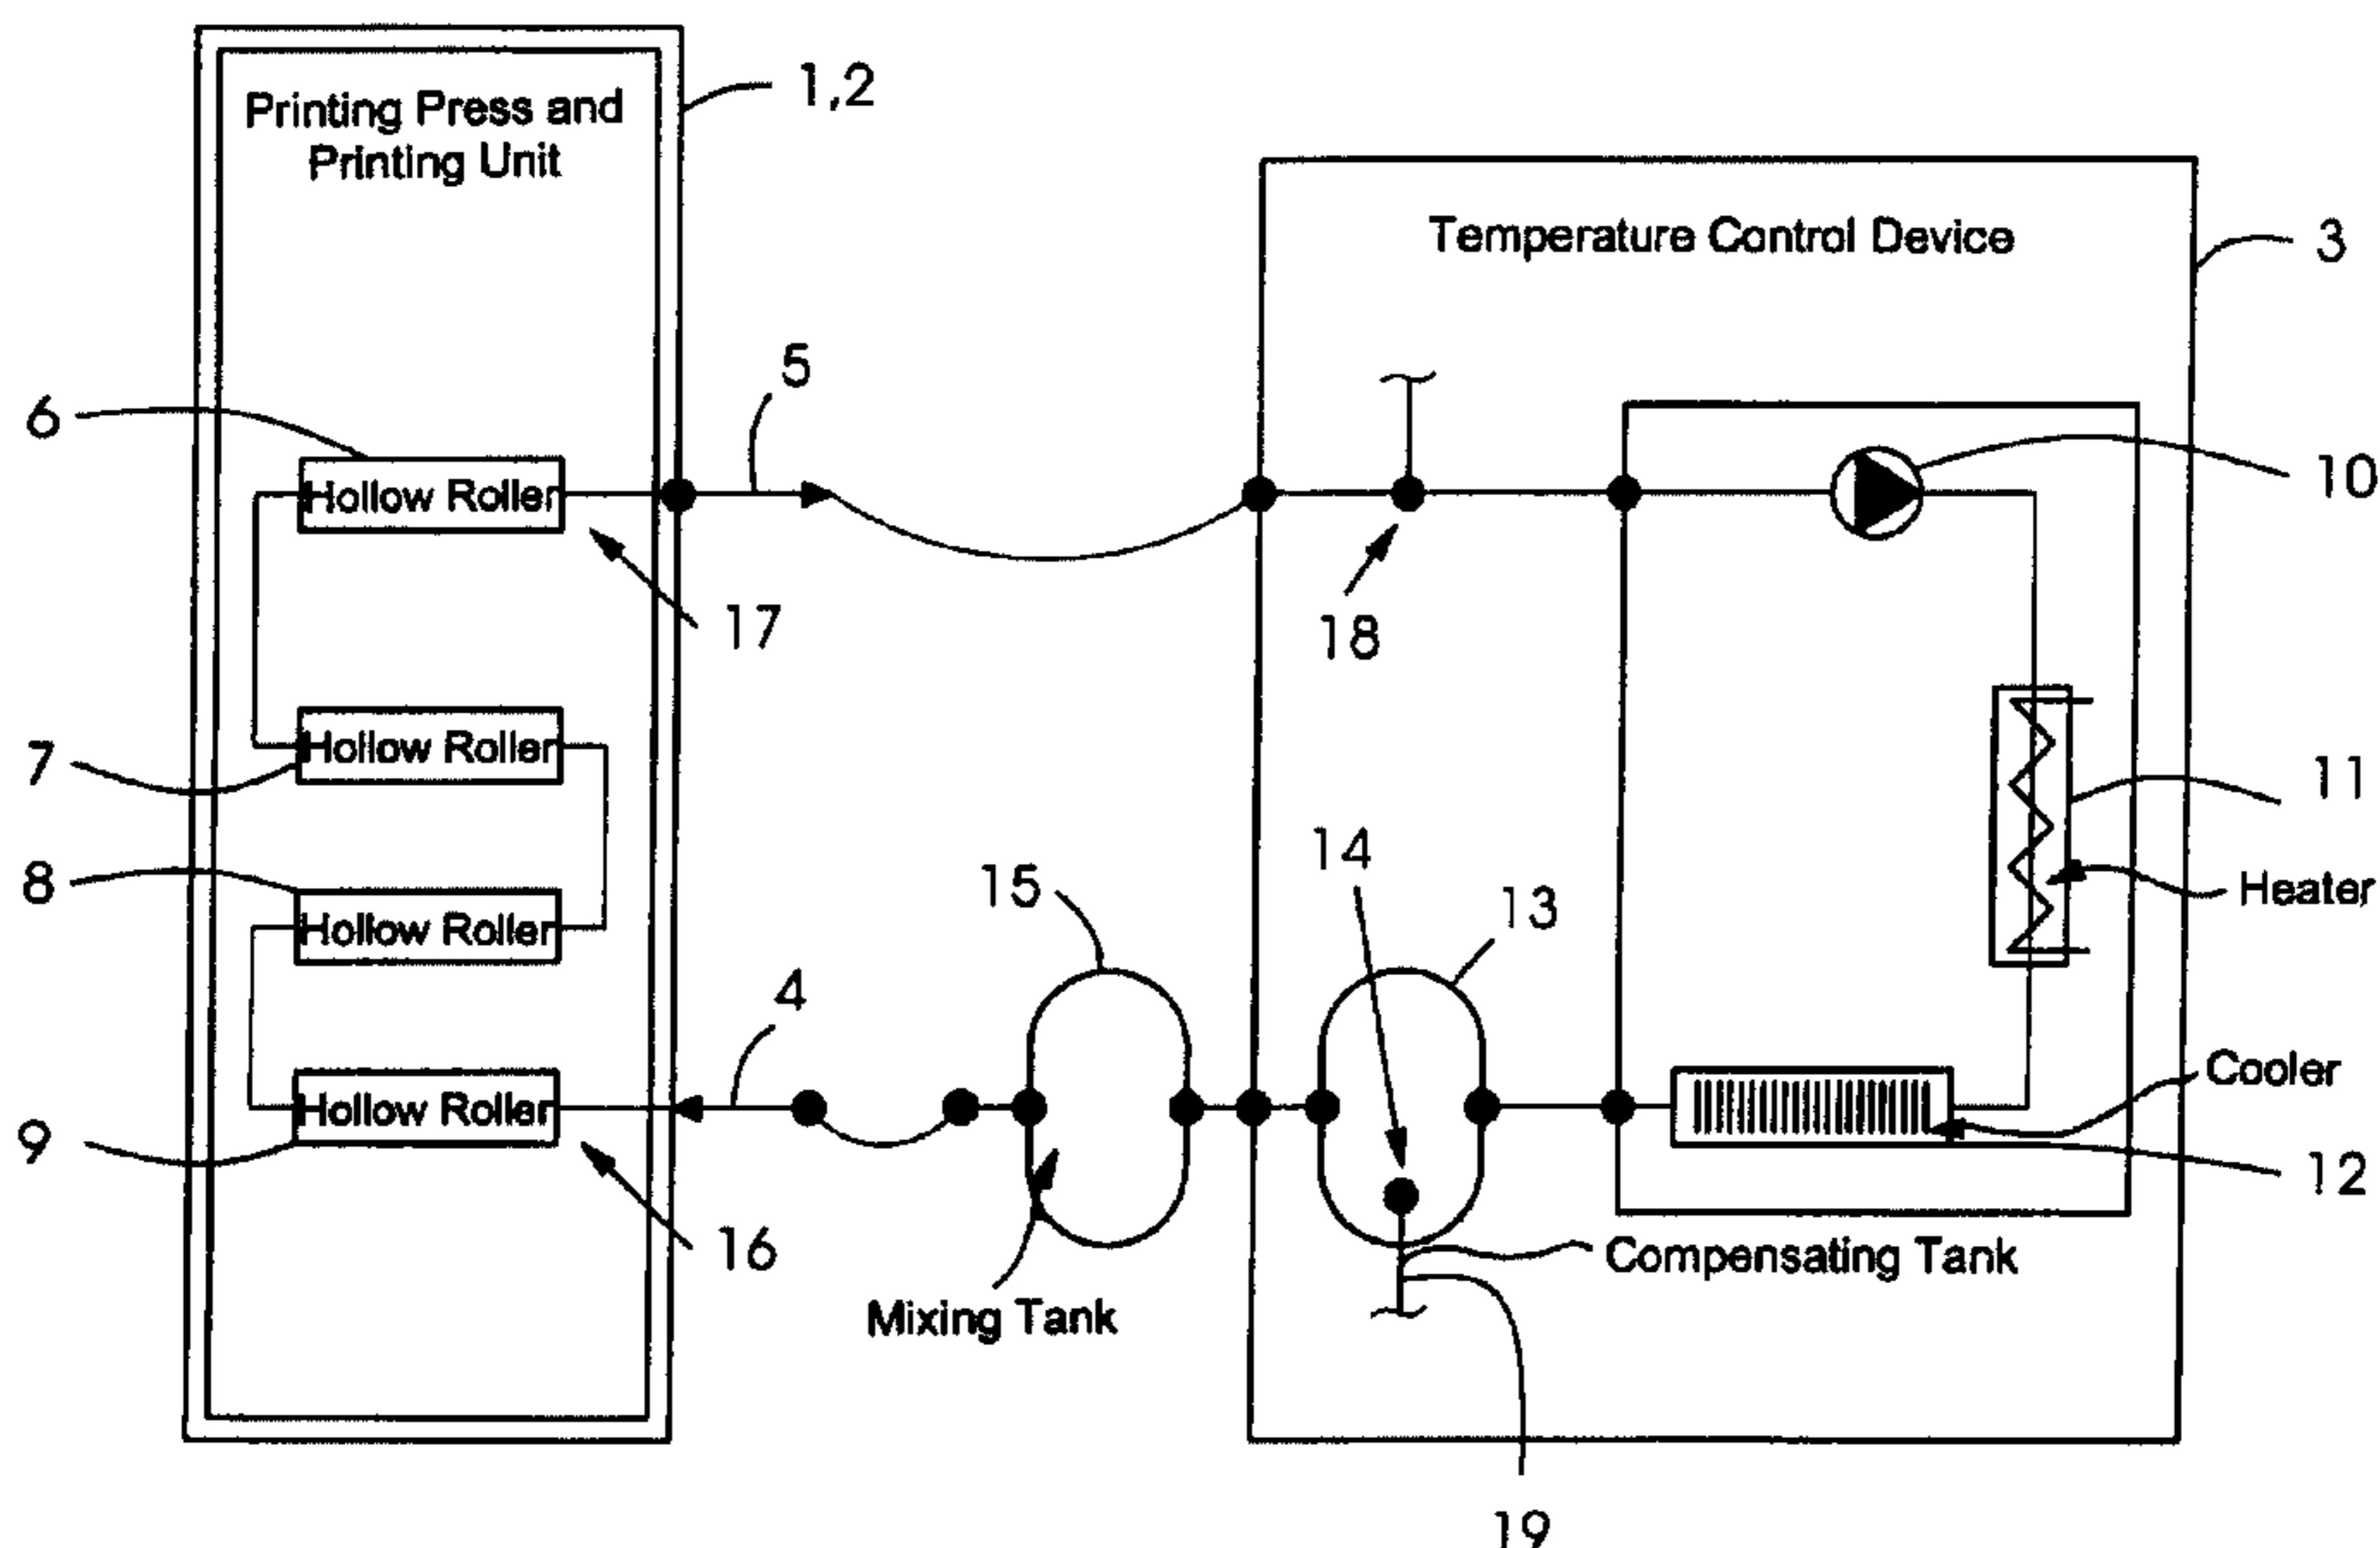 Printing Press and
Printing Unit
1,2
Temperature Control Device
3
5
6
Hollow Roller
10
17
18
7
Hollow Roller
11
14
15
13
8
Hollow Roller
Heater
4
9
Hollow Roller
Cooler
12
16
Mixing Tank
Compensating Tank
19